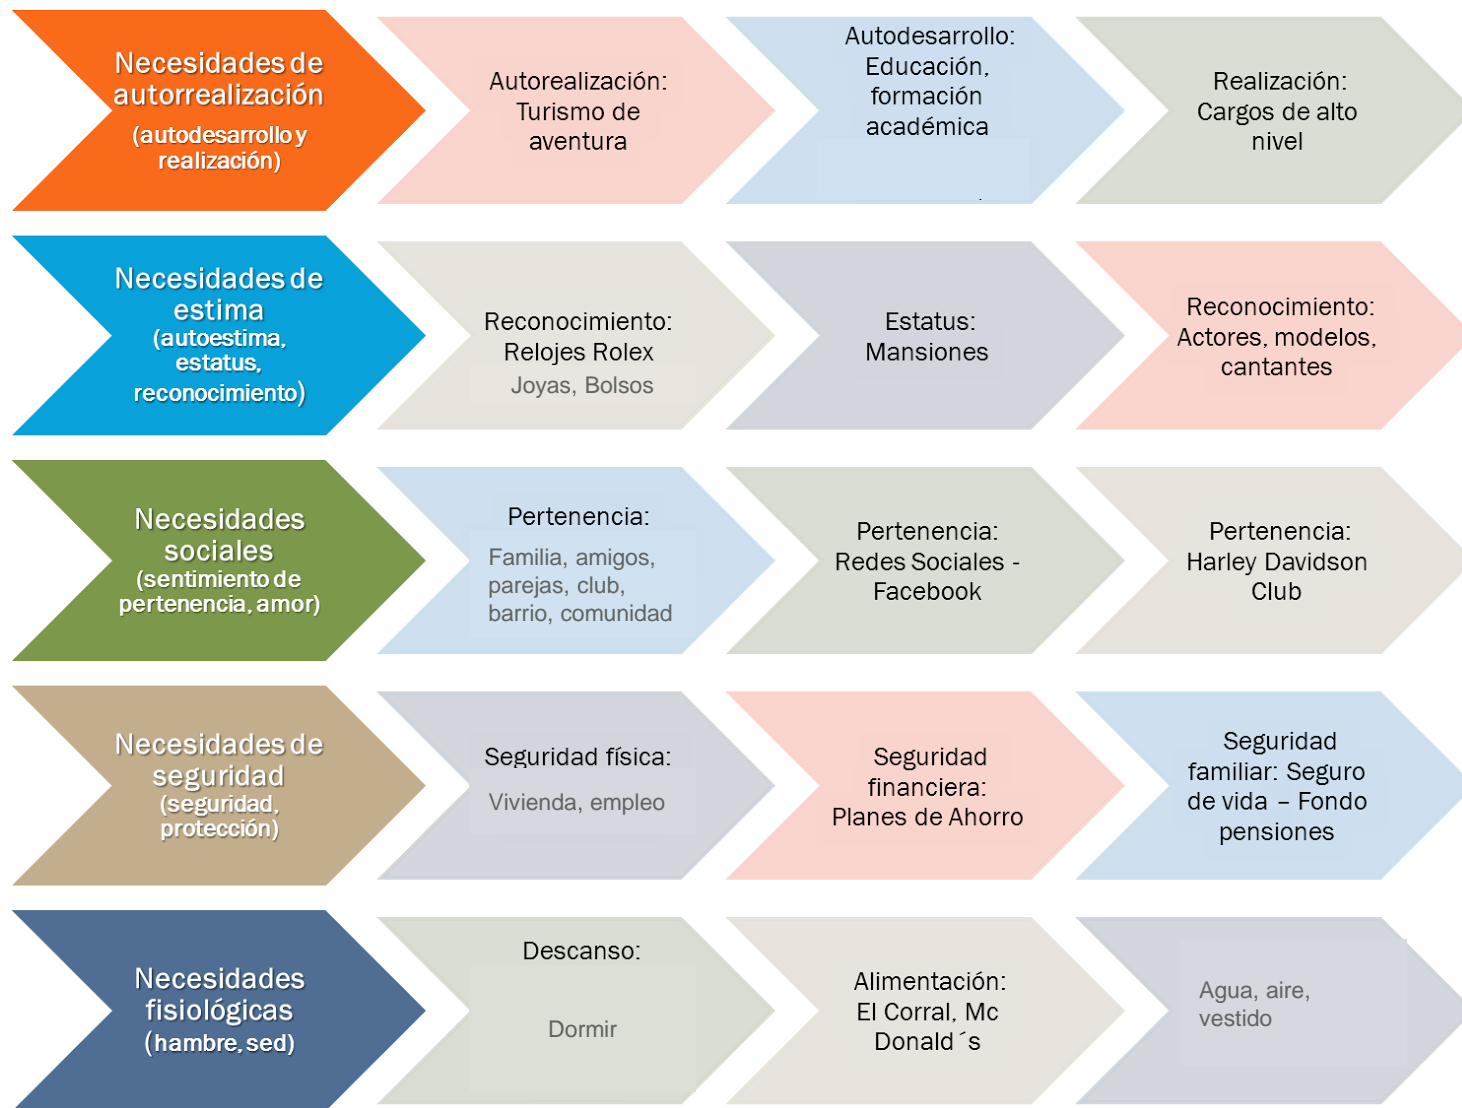 Necesidades de
autorrealización
(autodesarrollo y
realización)
Autorealización:
Turismo de
aventura
Autodesarrollo:
Educación,
formación
académica
Realización:
Cargos de alto
nivel
Necesidades de
estima
(autoestima,
estatus,
reconocimiento)
Reconocimiento:
Relojes Rolex
Joyas, Bolsos
Estatus:
Mansiones
Reconocimiento:
Actores, modelos,
cantantes
Necesidades
sociales
(sentimiento de
pertenencia, amor)
Pertenencia:
Familia, amigos,
parejas, club,
barrio, comunidad
Pertenencia:
Redes Sociales -
Facebook
Pertenencia:
Harley Davidson
Club
Necesidades de
seguridad
(seguridad,
protección)
Seguridad física:
Vivienda, empleo
Seguridad
financiera:
Planes de Ahorro
Seguridad
familiar: Seguro
de vida – Fondo
pensiones
Necesidades
fisiológicas
(hambre, sed)
Descanso:
Dormir
Alimentación:
El Corral, Mc
Donald´s
Agua, aire,
vestido